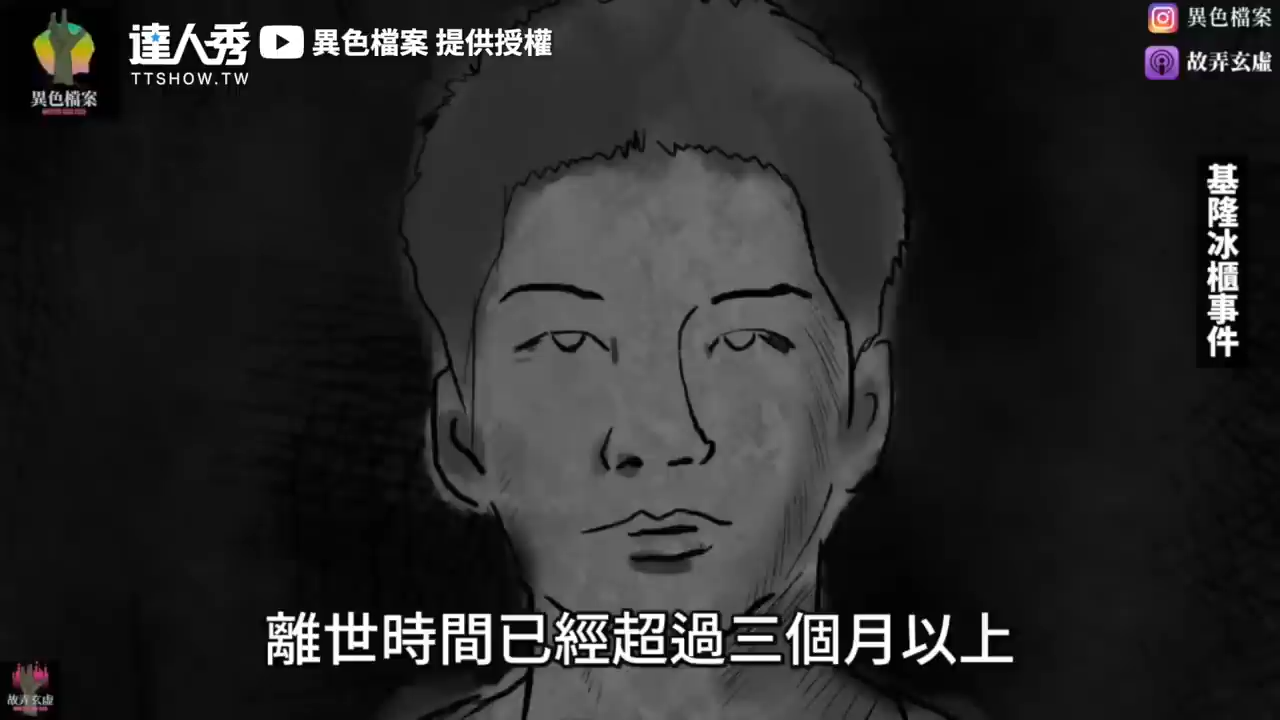 達人秀
TTSHOW.TW
異色檔案 提供授權
異色檔案
異色檔案
故弄玄虛
基隆冰櫃事件
離世時間已經超過三個月以上
故弄玄虛